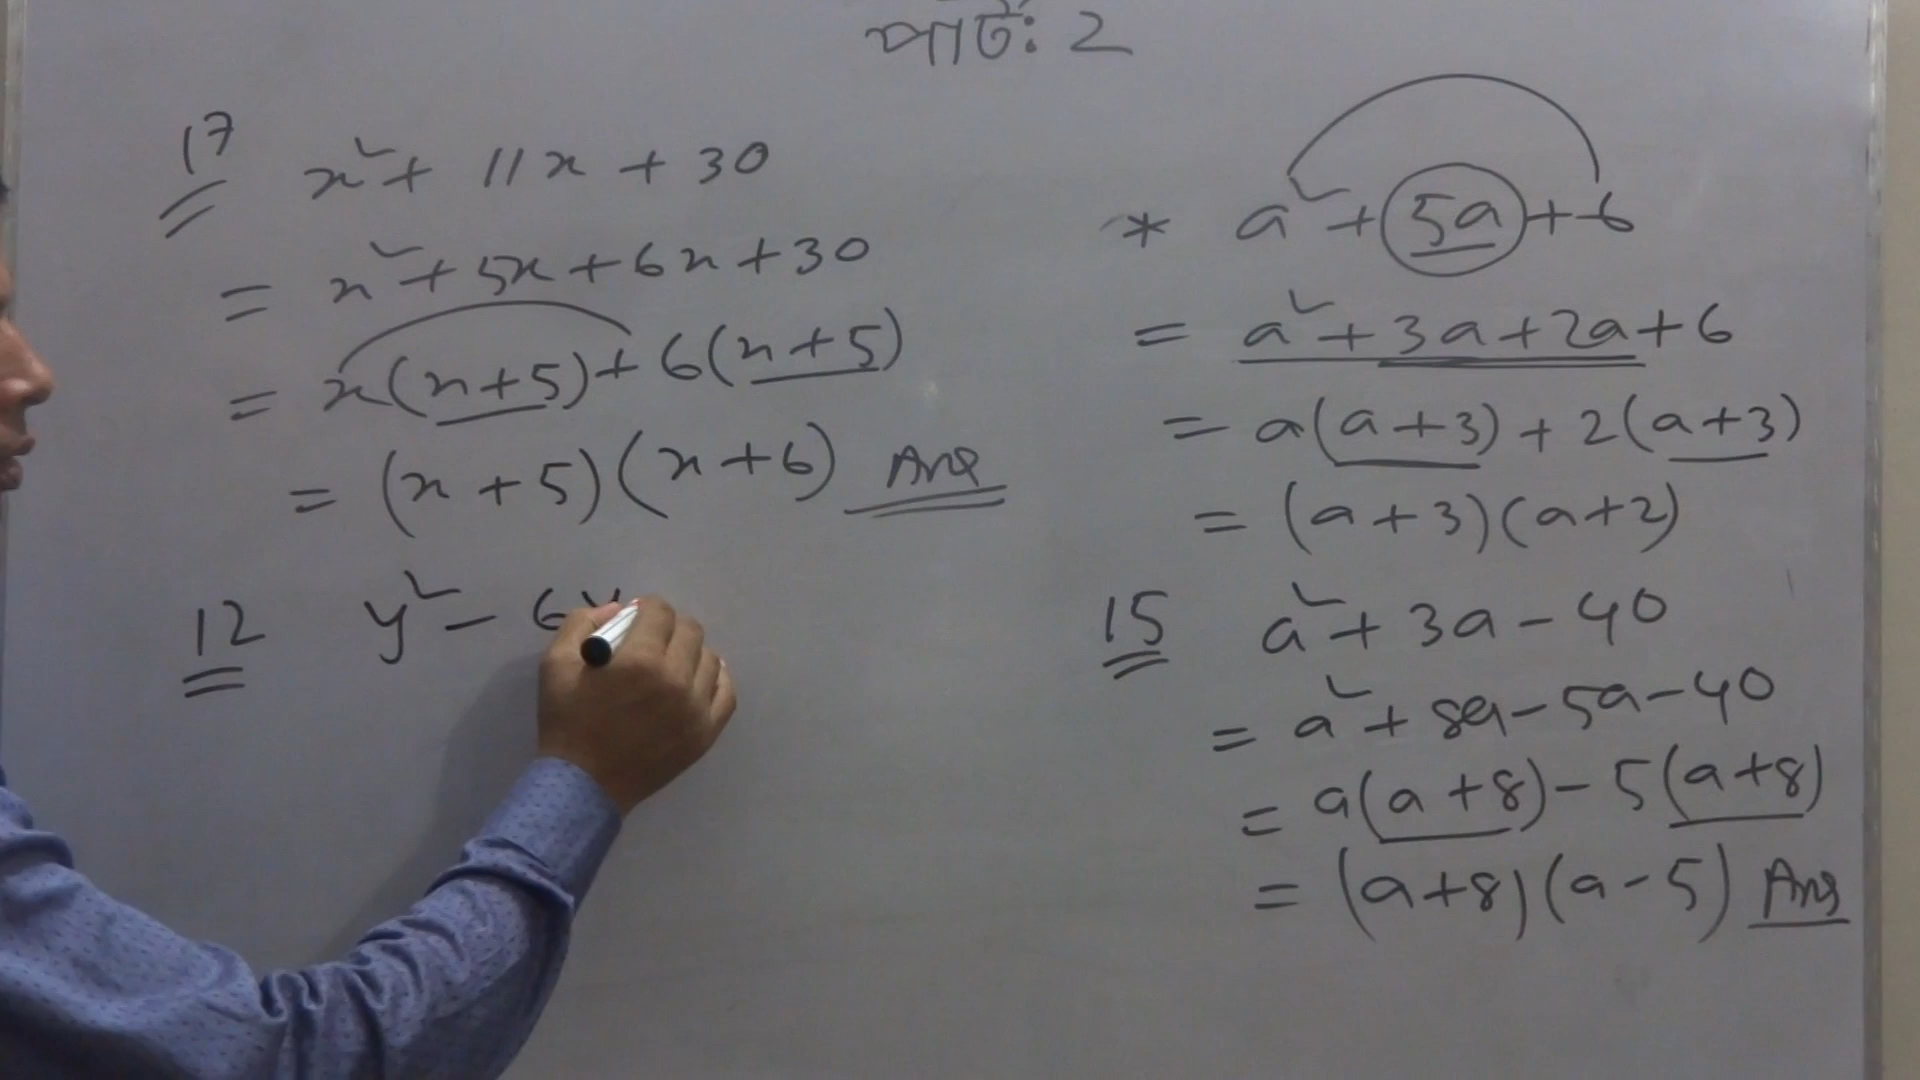 পার্ট: 2
17 x² + 11x + 30
= x² + 5x + 6x + 30
= x(x+5) + 6(x+5)
= (x+5)(x+6) Ans
12 y² - 6y
* a² + 5a + 6
= a² + 3a + 2a + 6
= a(a+3) + 2(a+3)
= (a+3)(a+2)
15 a² + 3a - 40
= a² + 8a - 5a - 40
= a(a+8) - 5(a+8)
= (a+8)(a-5) Ans